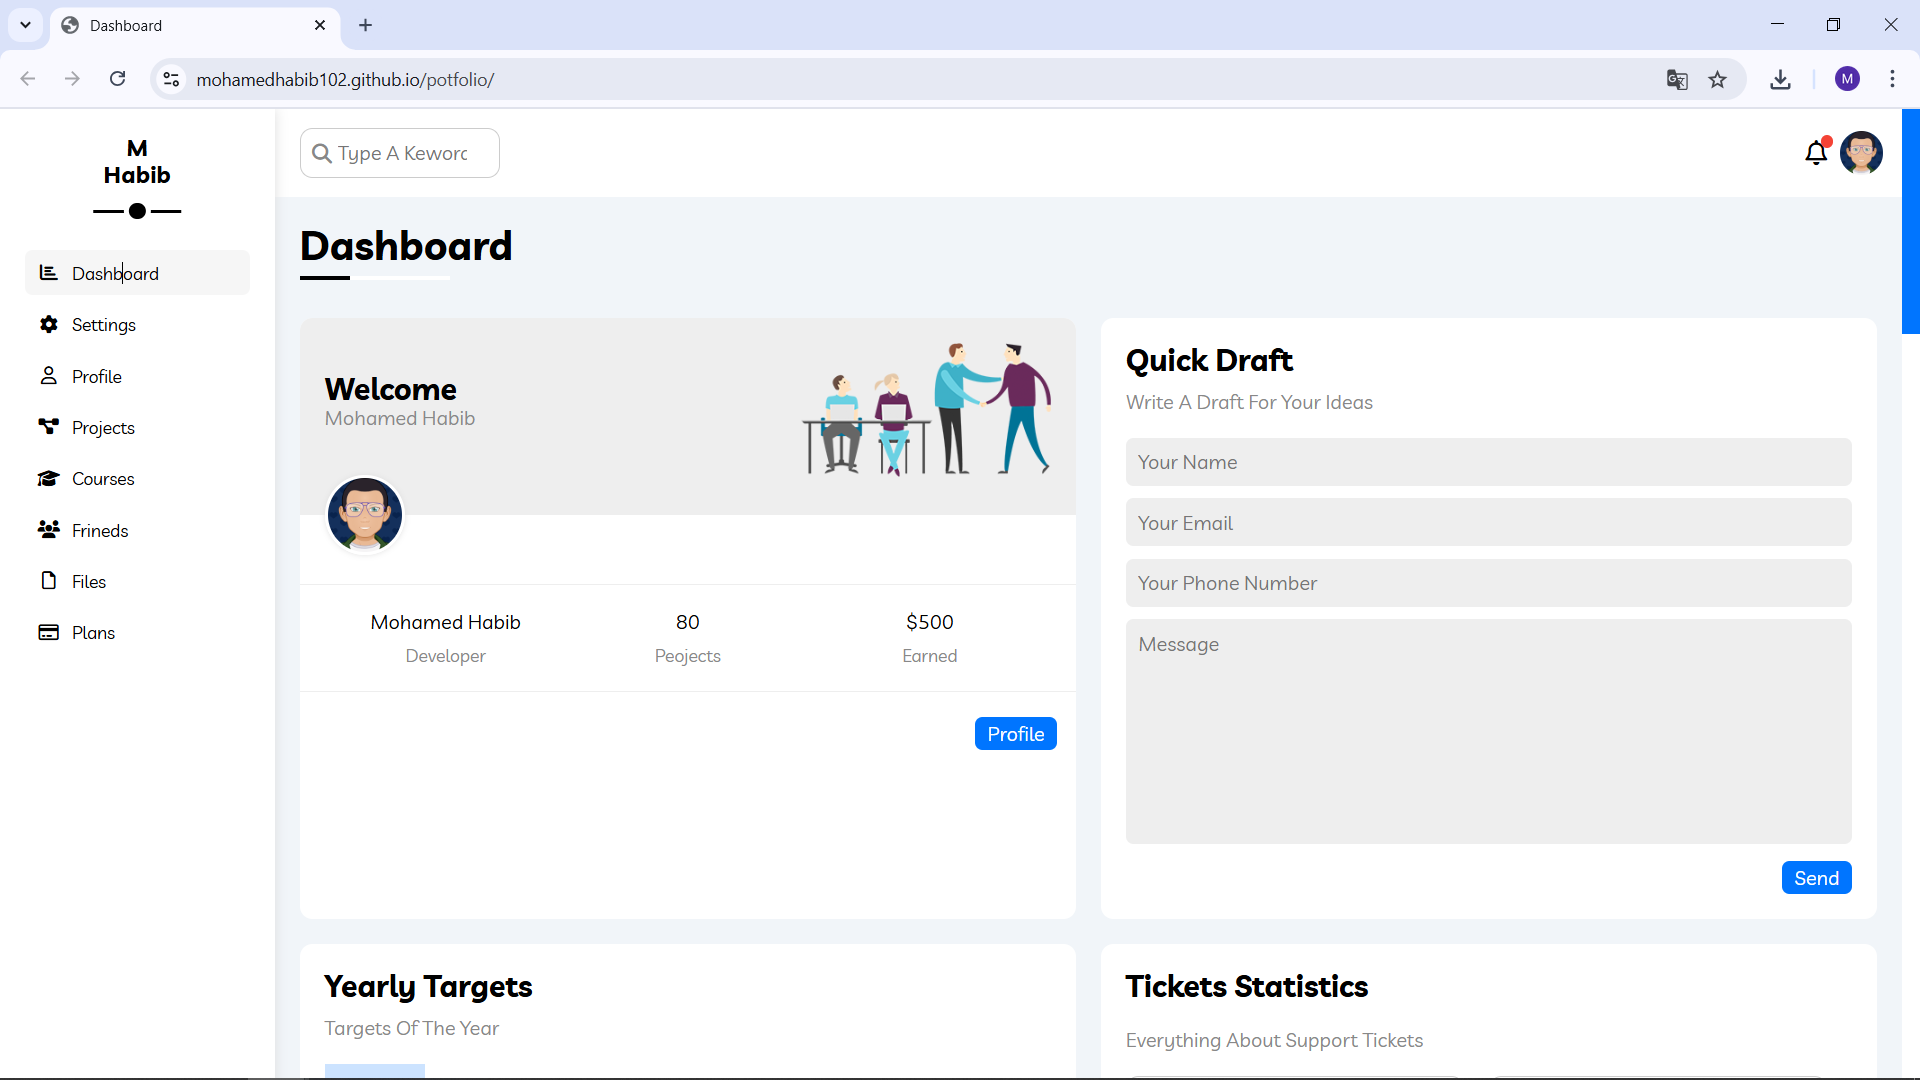 Dashboard
mohamedhabib102.github.io/potfolio/
M
M
Habib
Type A Keworc
Dashboard
Settings
Profile
Projects
Courses
Frineds
Files
Plans
Dashboard
Welcome
Mohamed Habib
Mohamed Habib
80
$500
Developer
Peojects
Earned
Profile
Quick Draft
Write A Draft For Your Ideas
Your Name
Your Email
Your Phone Number
Message
Send
Yearly Targets
Targets Of The Year
Tickets Statistics
Everything About Support Tickets